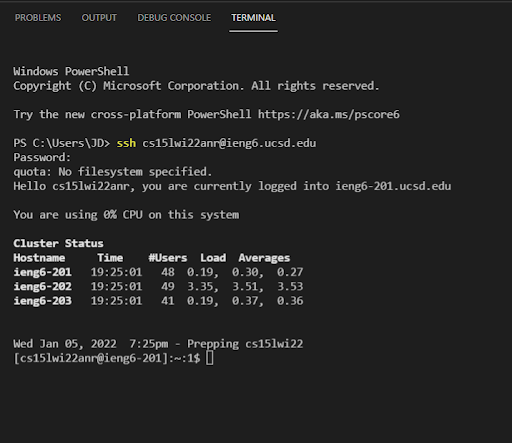 PROBLEMS OUTPUT DEBUG CONSOLE TERMINAL
Windows PowerShell
Copyright (C) Microsoft Corporation. All rights reserved.
Try the new cross-platform PowerShell https://aka.ms/pscore6
PS C:\Users\JD> ssh cs15lwi22anr@ieng6.ucsd.edu
Password:
quota: No filesystem specified.
Hello cs15lwi22anr, you are currently logged into ieng6-201.ucsd.edu
You are using 0% CPU on this system
Cluster Status
Hostname Time #Users Load Averages
ieng6-201 19:25:01 48 0.19, 0.30, 0.27
ieng6-202 19:25:01 49 3.35, 3.51, 3.53
ieng6-203 19:25:01 41 0.19, 0.37, 0.36
Wed Jan 05, 2022 7:25pm - Prepping cs15lwi22
[cs15lwi22anr@ieng6-201]:~:1$